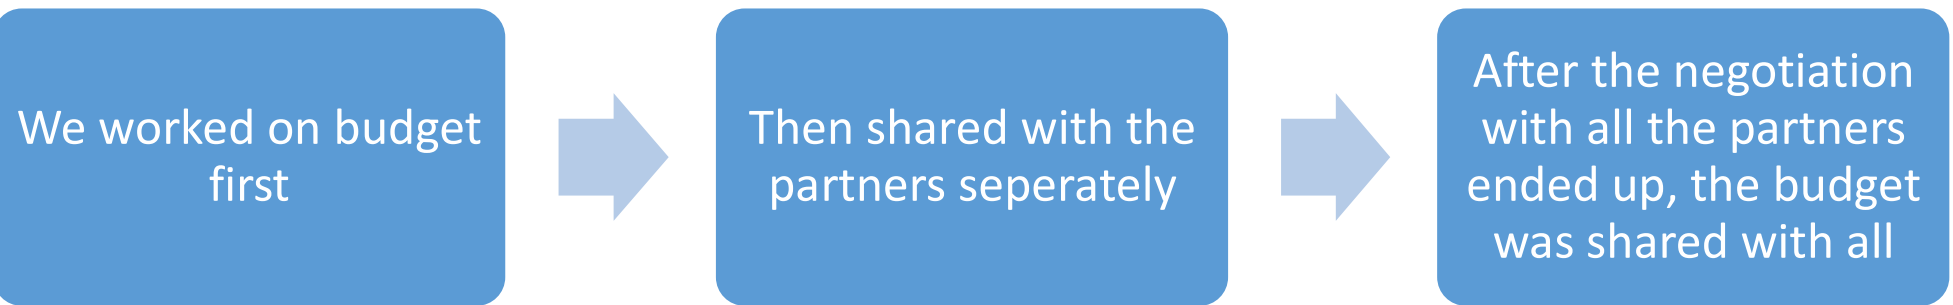 We worked on budget
first
Then shared with the
partners seperately
After the negotiation
with all the partners
ended up, the budget
was shared with all